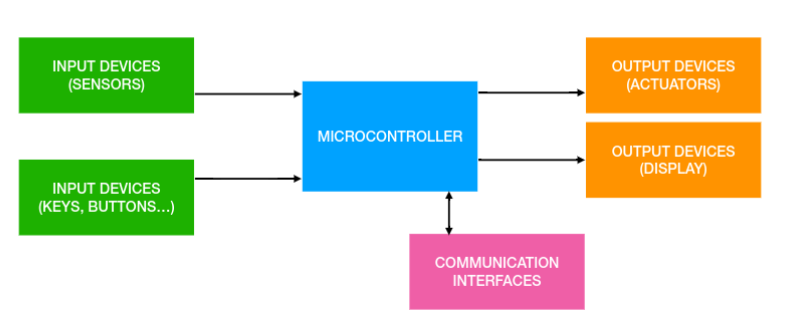 INPUT DEVICES
(SENSORS)
INPUT DEVICES
(KEYS, BUTTONS...)
MICROCONTROLLER
OUTPUT DEVICES
(ACTUATORS)
OUTPUT DEVICES
(DISPLAY)
COMMUNICATION
INTERFACES